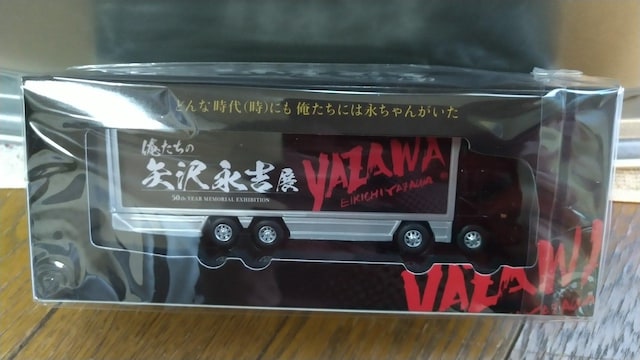 どんな時代(時)にも俺たちには永ちゃんがいた
俺たちの
矢沢永吉展
50th YEAR MEMORIAL EXHIBITION
YAZAWA
EIKICHI YAZAWA
YAZAWA